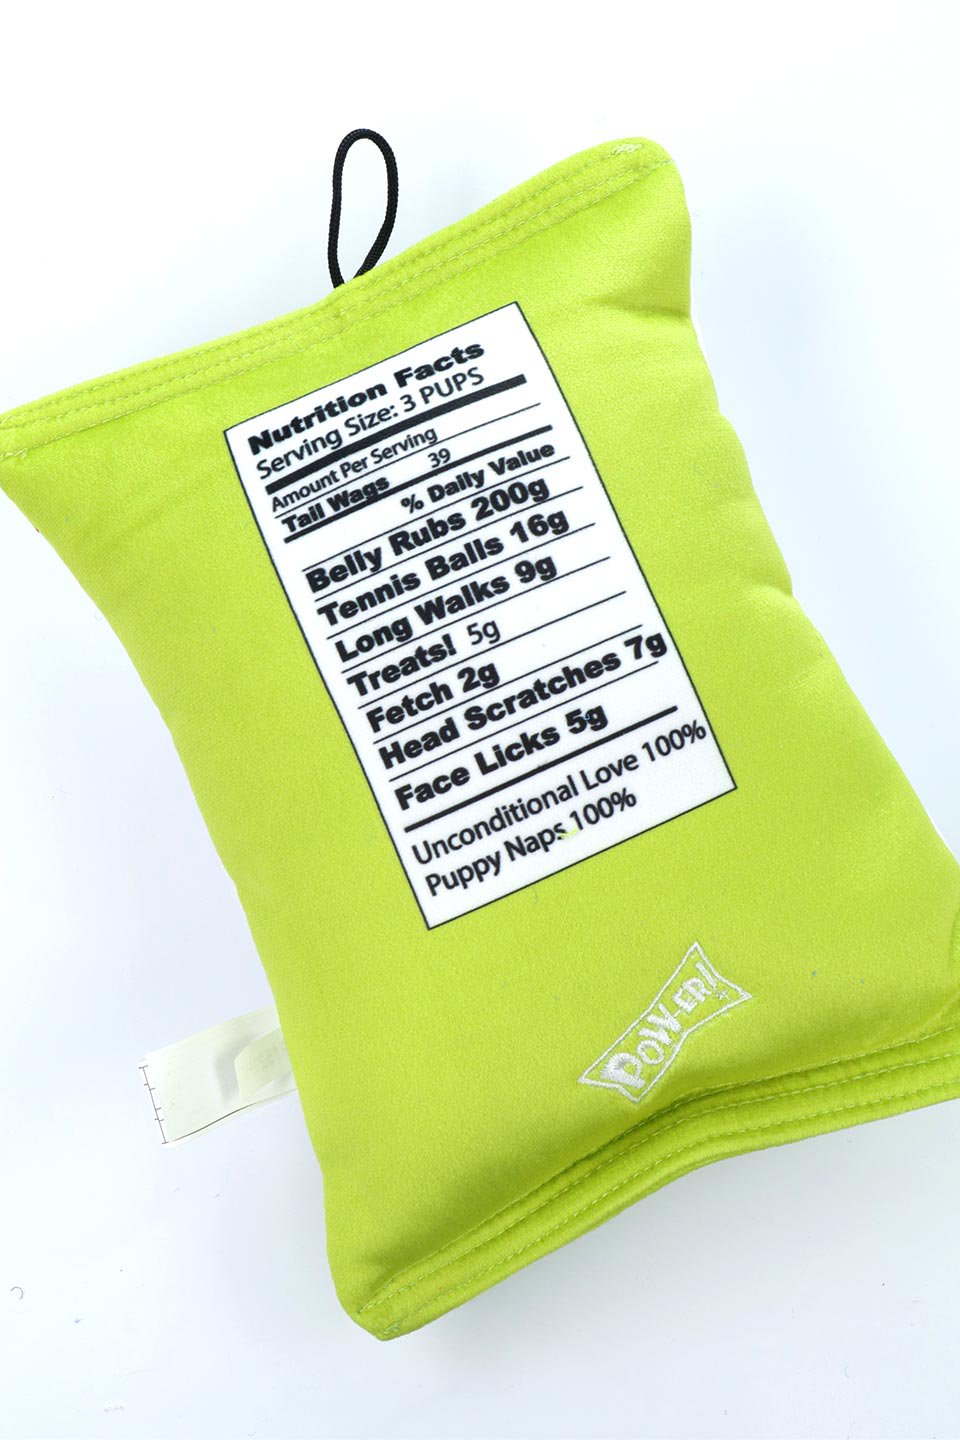 Nutrition Facts
Serving Size: 3 PUPS
Amount Per Serving
Tail Wags 39
% Daily Value
Belly Rubs 200g
Tennis Balls 16g
Long Walks 9g
Treats! 5g
Fetch 2g
Head Scratches 7g
Face Licks 5g
Unconditional Love 100%
Puppy Naps 100%
POW-ER!